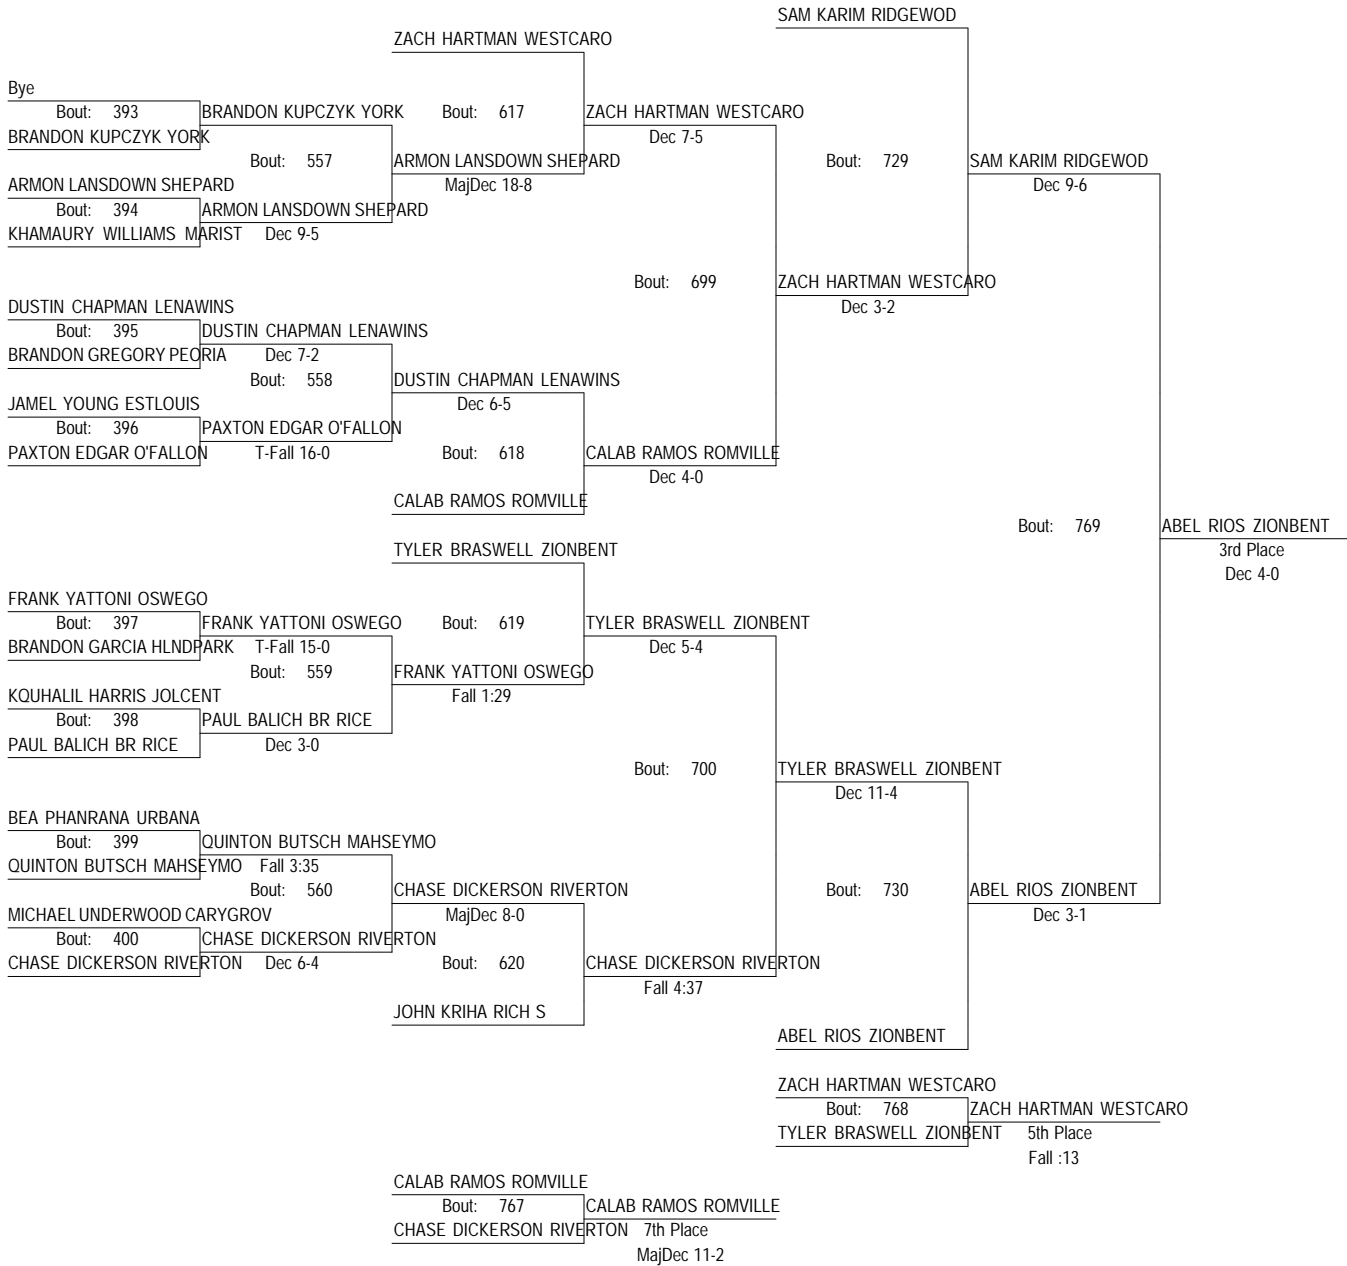 SAM KARIM RIDGEWOD
ZACH HARTMAN WESTCARO
Bye
Bout: 393 BRANDON KUPCZYK YORK Bout: 617 ZACH HARTMAN WESTCARO
BRANDON KUPCZYK YORK Dec 7-5
Bout: 557 ARMON LANSDOWN SHEPARD Bout: 729 SAM KARIM RIDGEWOD
ARMON LANSDOWN SHEPARD MajDec 18-8 Dec 9-6
Bout: 394 ARMON LANSDOWN SHEPARD
KHAMAURY WILLIAMS MARIST Dec 9-5
Bout: 699 ZACH HARTMAN WESTCARO
DUSTIN CHAPMAN LENAWINS Dec 3-2
Bout: 395 DUSTIN CHAPMAN LENAWINS
BRANDON GREGORY PEORIA Dec 7-2
Bout: 558 DUSTIN CHAPMAN LENAWINS
JAMEL YOUNG ESTLOUIS Dec 6-5
Bout: 396 PAXTON EDGAR O'FALLON
PAXTON EDGAR O'FALLON T-Fall 16-0 Bout: 618 CALAB RAMOS ROMVILLE
Dec 4-0
CALAB RAMOS ROMVILLE
Bout: 769 ABEL RIOS ZIONBENT
TYLER BRASWELL ZIONBENT 3rd Place
Dec 4-0
FRANK YATTONI OSWEGO
Bout: 397 FRANK YATTONI OSWEGO Bout: 619 TYLER BRASWELL ZIONBENT
BRANDON GARCIA HLNDPARK T-Fall 15-0 Dec 5-4
Bout: 559 FRANK YATTONI OSWEGO
KQUHALIL HARRIS JOLCENT Fall 1:29
Bout: 398 PAUL BALICH BR RICE
PAUL BALICH BR RICE Dec 3-0
Bout: 700 TYLER BRASWELL ZIONBENT
Dec 11-4
BEA PHANRANA URBANA
Bout: 399 QUINTON BUTSCH MAHSEYMO
QUINTON BUTSCH MAHSEYMO Fall 3:35
Bout: 560 CHASE DICKERSON RIVERTON Bout: 730 ABEL RIOS ZIONBENT
MICHAEL UNDERWOOD CARYGROV MajDec 8-0 Dec 3-1
Bout: 400 CHASE DICKERSON RIVERTON
CHASE DICKERSON RIVERTON Dec 6-4 Bout: 620 CHASE DICKERSON RIVERTON
Fall 4:37
JOHN KRIHA RICH S
ABEL RIOS ZIONBENT
ZACH HARTMAN WESTCARO
Bout: 768 ZACH HARTMAN WESTCARO
TYLER BRASWELL ZIONBENT 5th Place
Fall :13
CALAB RAMOS ROMVILLE
Bout: 767 CALAB RAMOS ROMVILLE
CHASE DICKERSON RIVERTON 7th Place
MajDec 11-2